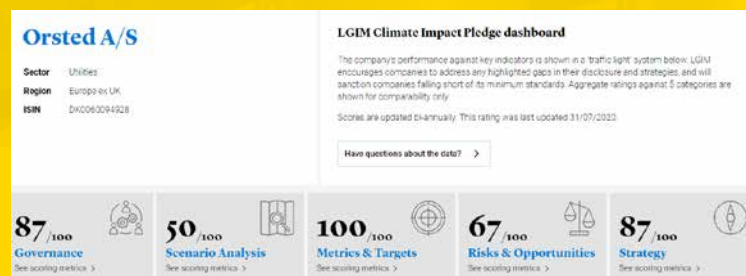 Orsted A/S
Sector Utilities
Region Europe ex UK
ISIN DK0060094928
LGIM Climate Impact Pledge dashboard
The company's performance against key indicators is shown in a 'traffic light' system below. LGIM
encourages companies to address any highlighted gaps in their disclosure and strategies, and will
sanction companies falling short of its minimum standards. Aggregate ratings against 5 categories are
shown for comparability only.
Scores are updated bi-annually. This rating was last updated 31/07/2020.
Have questions about the data? >
87/100
Governance
See scoring metrics >
50/100
Scenario Analysis
See scoring metrics >
100/100
Metrics & Targets
See scoring metrics >
67/100
Risks & Opportunities
See scoring metrics >
87/100
Strategy
See scoring metrics >